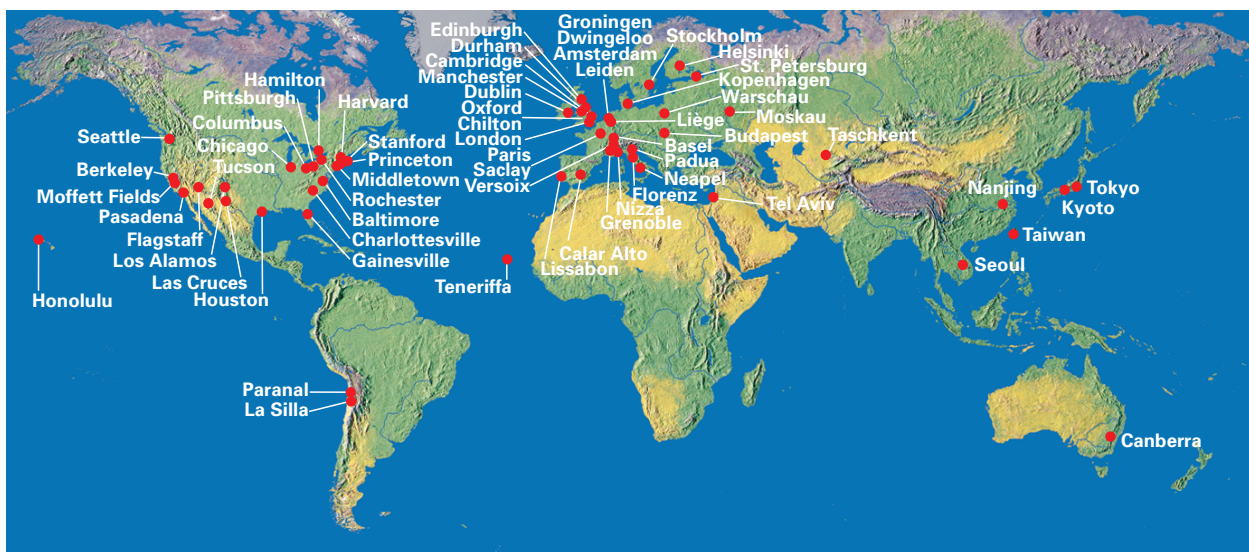 Edinburgh
Durham
Cambridge
Manchester
Dublin
Oxford
Chilton
London
Paris
Saclay
Versoix
Groningen
Dwingeloo
Amsterdam
Leiden
Stockholm
Helsinki
St. Petersburg
Kopenhagen
Warschau
Moskau
Liège
Budapest
Taschkent
Basel
Padua
Neapel
Florenz
Nizza
Grenoble
Tel Aviv
Calar Alto
Lissabon
Teneriffa
Hamilton
Pittsburgh
Columbus
Chicago
Tucson
Harvard
Stanford
Princeton
Middletown
Rochester
Baltimore
Charlottesville
Gainesville
Seattle
Berkeley
Moffett Fields
Pasadena
Flagstaff
Los Alamos
Las Cruces
Houston
Honolulu
Paranal
La Silla
Nanjing
Tokyo
Kyoto
Taiwan
Seoul
Canberra